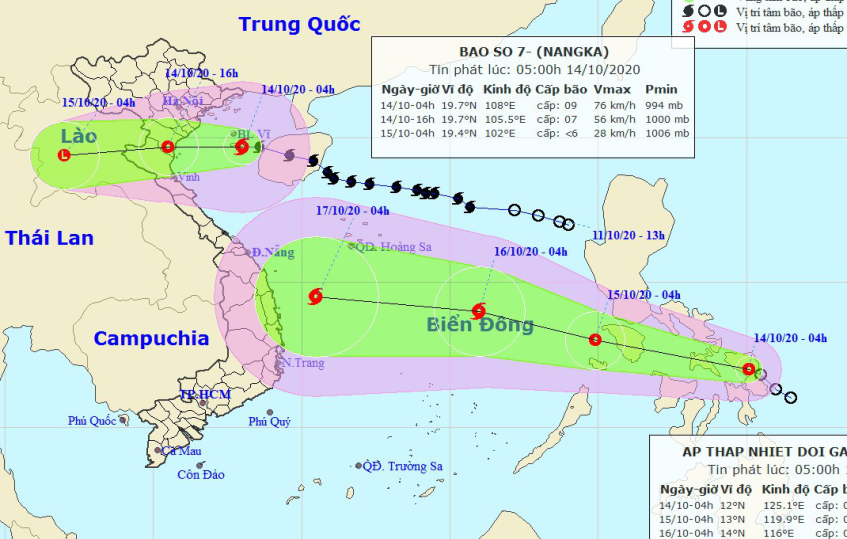 Vùng tâm bão, áp thấp
Vị trí tâm bão, áp thấp
Vị trí tâm bão, áp thấp
Trung Quốc
BAO SO 7- (NANGKA)
Tin phát lúc: 05:00h 14/10/2020
Ngày-giờ Vĩ độ Kinh độ Cấp bão Vmax Pmin
14/10-04h 19.7°N 108°E cấp: 09 76 km/h 994 mb
14/10-16h 19.7°N 105.5°E cấp: 07 56 km/h 1000 mb
15/10-04h 19.4°N 102°E cấp: <6 28 km/h 1006 mb
14/10/20 - 16h
14/10/20 - 04h
15/10/20 - 04h
Hà Nội
Lào
BL. Vĩ
Vinh
17/10/20 - 04h
11/10/20 - 13h
Thái Lan
Đ.Nẵng
QĐ. Hoàng Sa
16/10/20 - 04h
15/10/20 - 04h
Biển Đông
Campuchia
14/10/20 - 04h
N.Trang
TP.HCM
Phú Quốc
Phú Quý
Cà Mau
Côn Đảo
QĐ. Trường Sa
AP THAP NHIET DOI GA
Tin phát lúc: 05:00h
Ngày-giờ Vĩ độ Kinh độ Cấp b
14/10-04h 12°N 125.1°E cấp: 0
15/10-04h 13°N 119.9°E cấp: 0
16/10-04h 14°N 116°E cấp: 0